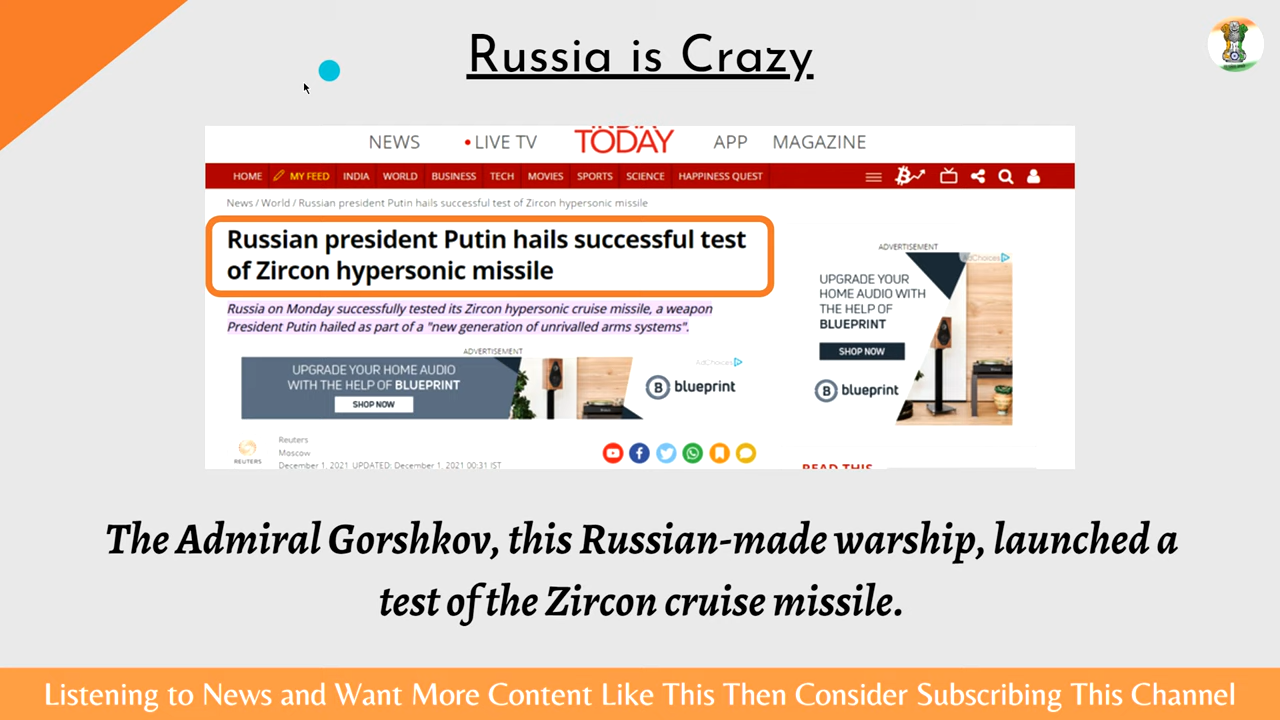 Russia is Crazy
INDIA
TODAY
NEWS
LIVE TV
APP
MAGAZINE
HOME
MY FEED
INDIA
WORLD
BUSINESS
TECH
MOVIES
SPORTS
SCIENCE
HAPPINESS QUEST
News / World / Russian president Putin hails successful test of Zircon hypersonic missile
Russian president Putin hails successful test
of Zircon hypersonic missile
Russia on Monday successfully tested its Zircon hypersonic cruise missile, a weapon
President Putin hailed as part of a "new generation of unrivalled arms systems".
ADVERTISEMENT
AdChoices
UPGRADE YOUR HOME AUDIO
WITH THE HELP OF BLUEPRINT
SHOP NOW
B blueprint
REUTERS
Reuters
Moscow
December 1, 2021 UPDATED: December 1, 2021 00:31 IST
ADVERTISEMENT
AdChoices
UPGRADE YOUR
HOME AUDIO WITH
THE HELP OF
BLUEPRINT
SHOP NOW
B blueprint
READ THIS
The Admiral Gorshkov, this Russian-made warship, launched a
test of the Zircon cruise missile.
Listening to News and Want More Content Like This Then Consider Subscribing This Channel